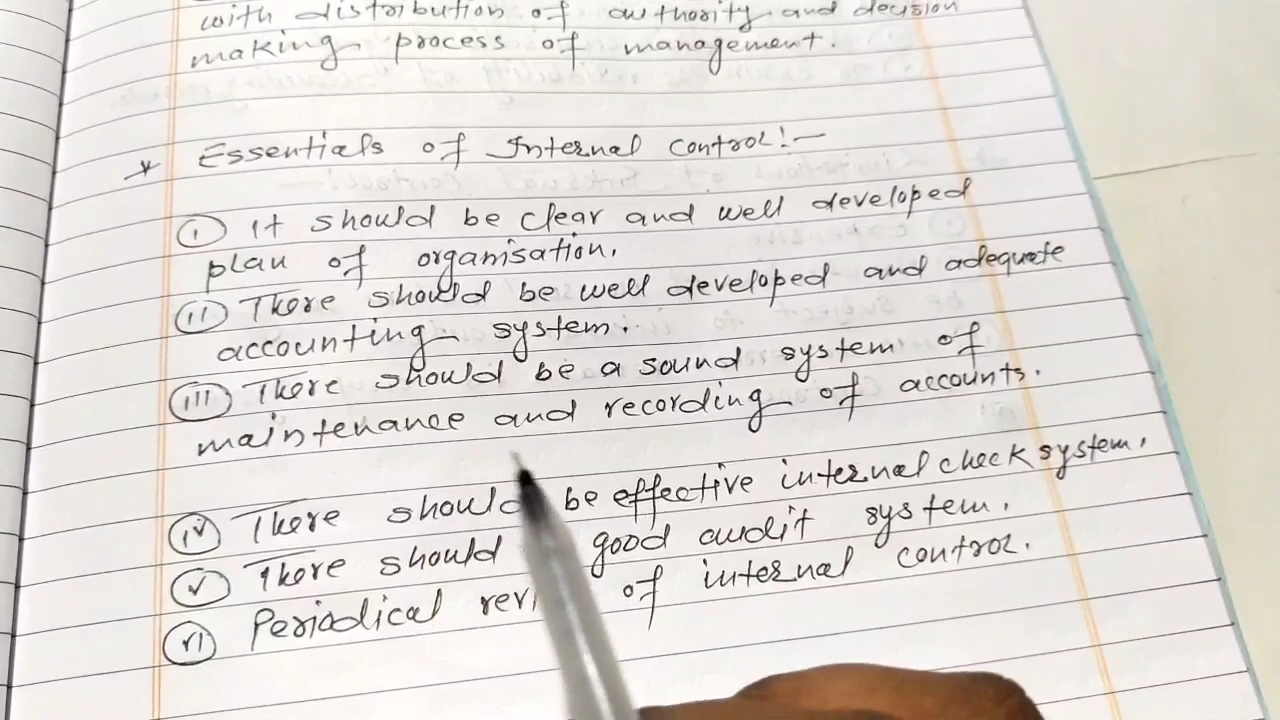 with distribution of authority and decision
making process of management.
* Essentials of Internal control:-
(i) It should be clear and well developed
plan of organisation.
(ii) There should be well developed and adequate
accounting system.
(iii) There should be a sound system of
maintenance and recording of accounts.
(iv) There should be effective internal check system.
(v) There should good audit system.
(vi) Periodical of internal control.